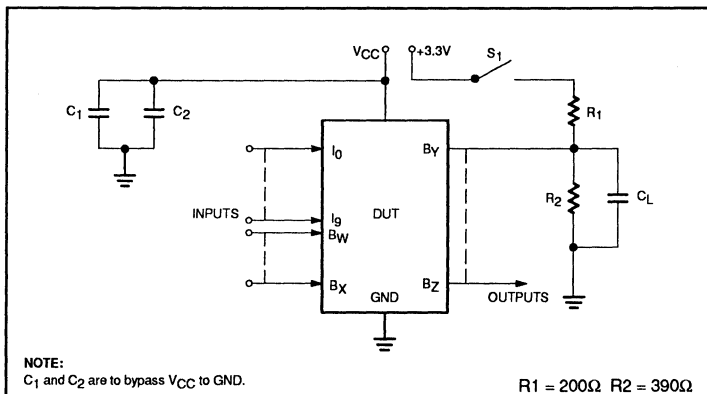 VCC +3.3V S1
C1 C2 R1
I0 BY
R2 CL
INPUTS I9 DUT
BW
BX GND BZ OUTPUTS
NOTE:
C1 and C2 are to bypass VCC to GND.
R1 = 200Ω R2 = 390Ω